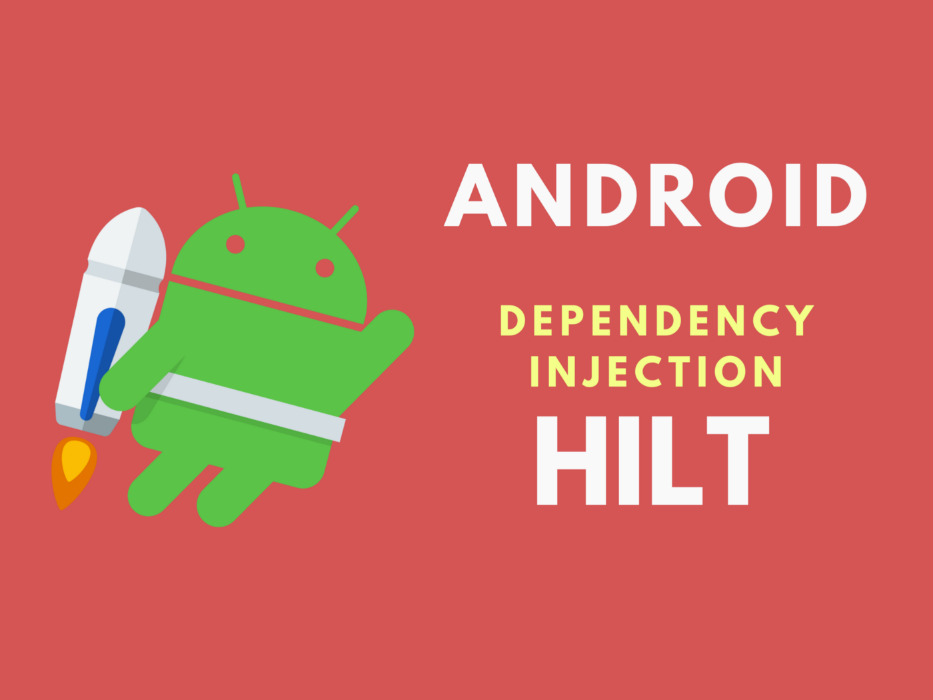 ANDROID
DEPENDENCY
INJECTION
HILT